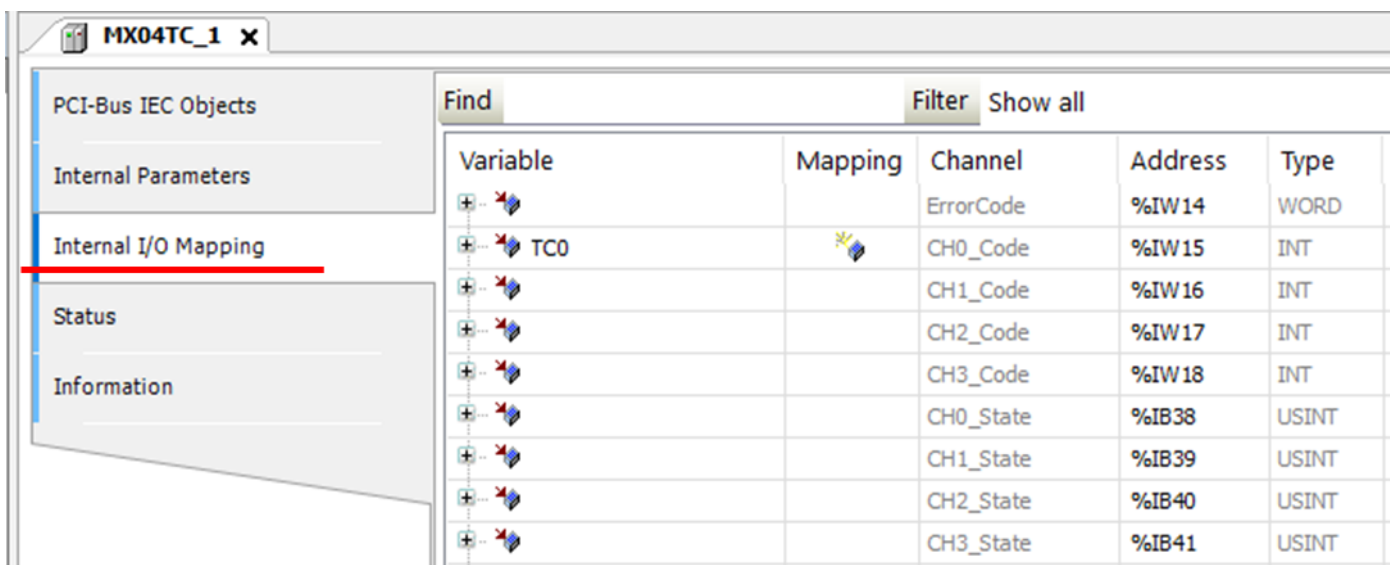 MX04TC_1
PCI-Bus IEC Objects
Internal Parameters
Internal I/O Mapping
Status
Information
Find Filter Show all
Variable Mapping Channel Address Type
ErrorCode %IW14 WORD
TC0 CH0_Code %IW15 INT
CH1_Code %IW16 INT
CH2_Code %IW17 INT
CH3_Code %IW18 INT
CH0_State %IB38 USINT
CH1_State %IB39 USINT
CH2_State %IB40 USINT
CH3_State %IB41 USINT